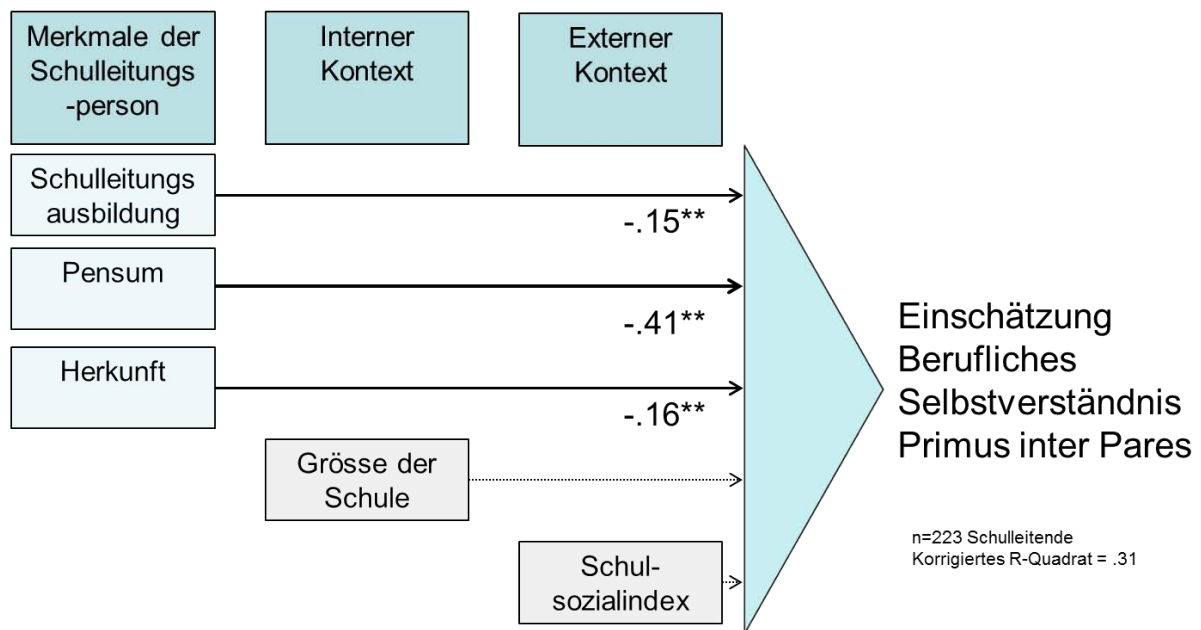 Merkmale der
Schulleitungs
-person
Interner
Kontext
Externer
Kontext
Schulleitungs
ausbildung
-.15**
Pensum
-.41**
Herkunft
-.16**
Grösse der
Schule
Schul-
sozialindex
Einschätzung
Berufliches
Selbstverständnis
Primus inter Pares
n=223 Schulleitende
Korrigiertes R-Quadrat = .31